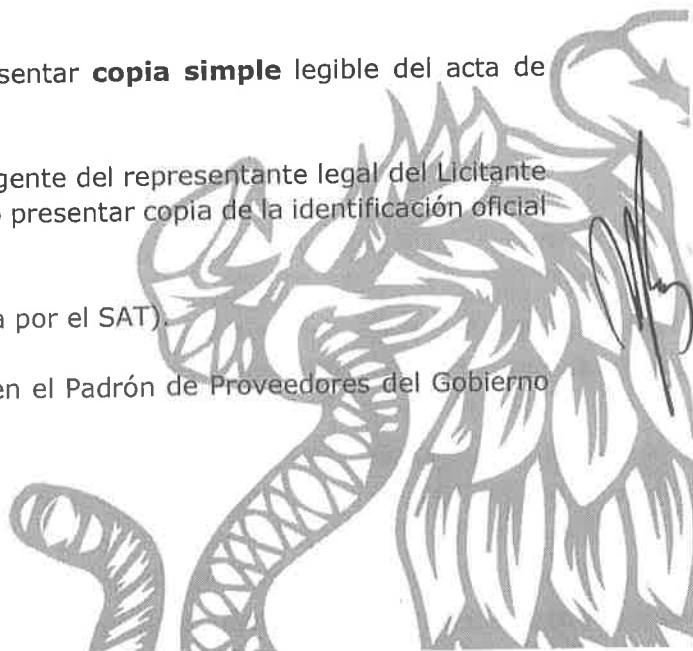 sentar copia simple legible del acta de
gente del representante legal del Licitante
presentar copia de la identificación oficial
a por el SAT).
en el Padrón de Proveedores del Gobierno